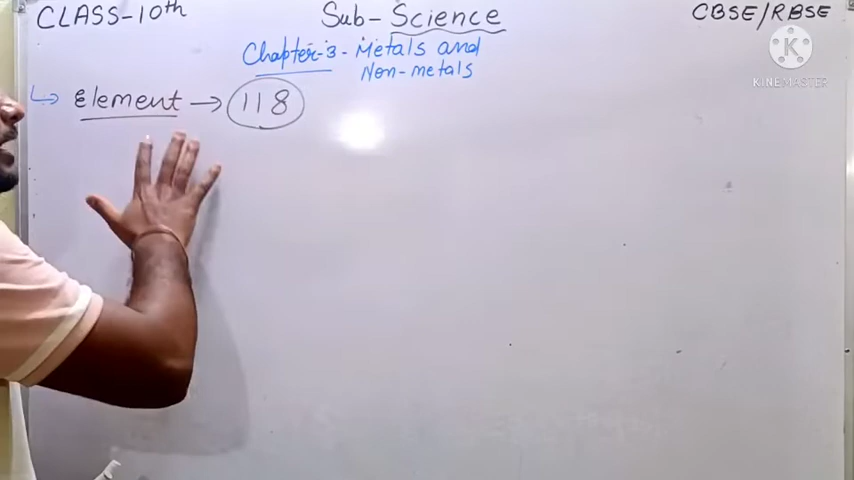 CLASS-10th
Sub- Science
CBSE/RBSE
Chapter-3 - Metals and
Non-metals
Element → 118
K
KINEMASTER